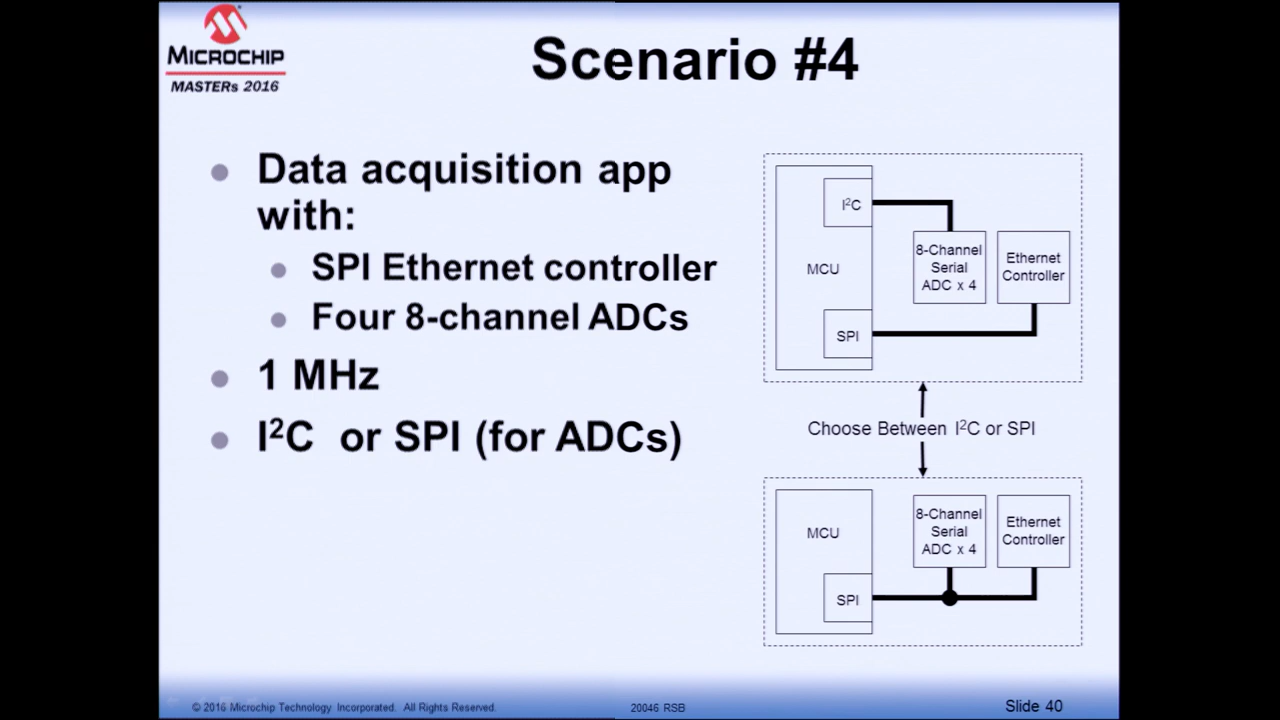 MICROCHIP
MASTERs 2016
Scenario #4
Data acquisition app
with:
SPI Ethernet controller
Four 8-channel ADCs
1 MHz
I²C or SPI (for ADCs)
I²C
MCU
8-Channel
Serial
ADC x 4
Ethernet
Controller
SPI
Choose Between I²C or SPI
MCU
8-Channel
Serial
ADC x 4
Ethernet
Controller
SPI
© 2016 Microchip Technology Incorporated. All Rights Reserved.
20046 RSB
Slide 40